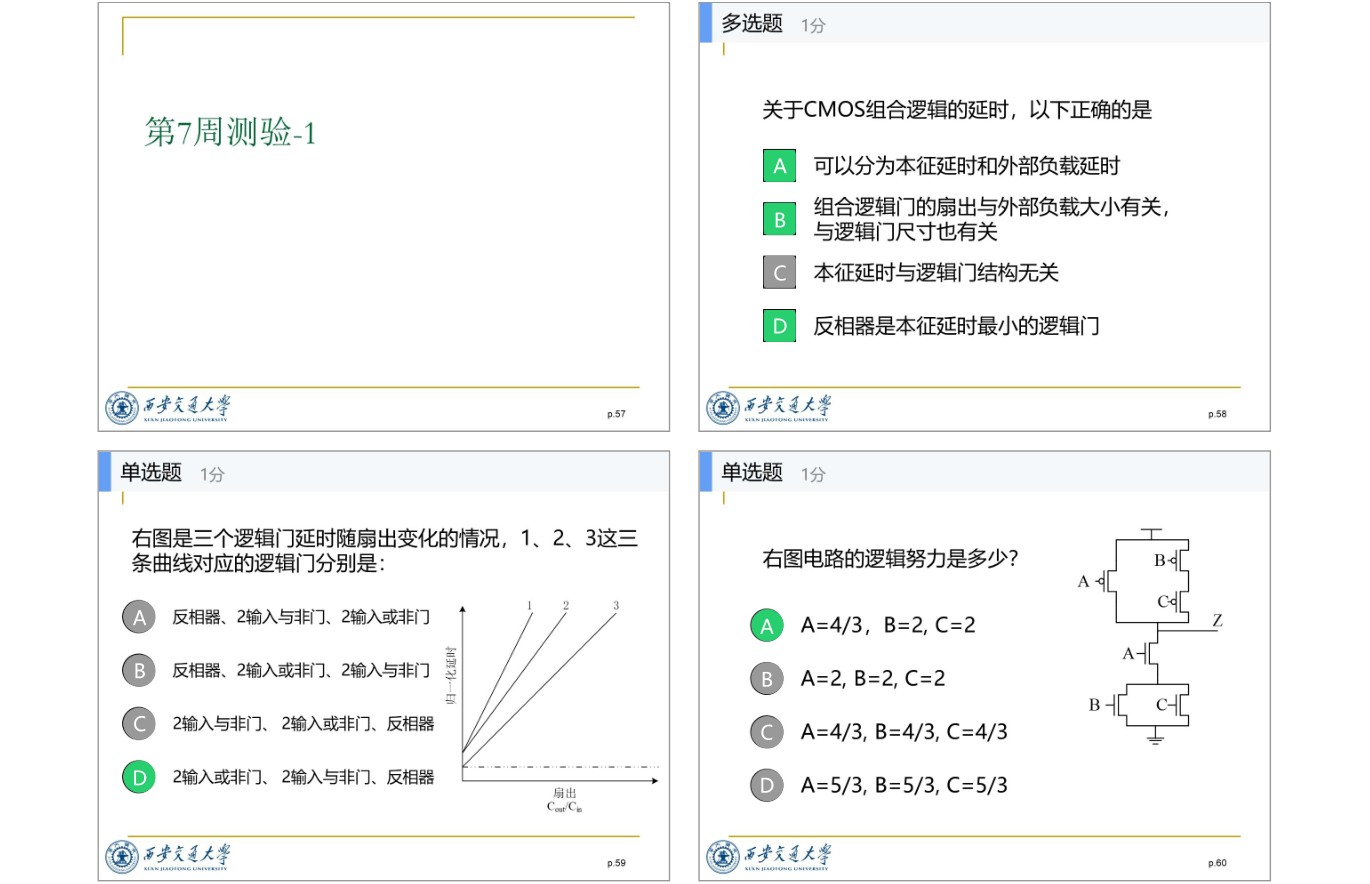 第7周测验-1
西安交通大学
XI'AN JIAOTONG UNIVERSITY
p.57
多选题 1分
关于CMOS组合逻辑的延时，以下正确的是
A 可以分为本征延时和外部负载延时
B 组合逻辑门的扇出与外部负载大小有关，
与逻辑门尺寸也有关
C 本征延时与逻辑门结构无关
D 反相器是本征延时最小的逻辑门
西安交通大学
XI'AN JIAOTONG UNIVERSITY
p.58
单选题 1分
右图是三个逻辑门延时随扇出变化的情况，1、2、3这三
条曲线对应的逻辑门分别是：
A 反相器、2输入与非门、2输入或非门
B 反相器、2输入或非门、2输入与非门
C 2输入与非门、 2输入或非门、反相器
D 2输入或非门、 2输入与非门、反相器
1 2 3
归一化延时
扇出
Cout/Cin
西安交通大学
XI'AN JIAOTONG UNIVERSITY
p.59
单选题 1分
右图电路的逻辑努力是多少？
A A=4/3，B=2, C=2
B A=2, B=2, C=2
C A=4/3, B=4/3, C=4/3
D A=5/3, B=5/3, C=5/3
B
A
C
Z
A
B C
西安交通大学
XI'AN JIAOTONG UNIVERSITY
p.60